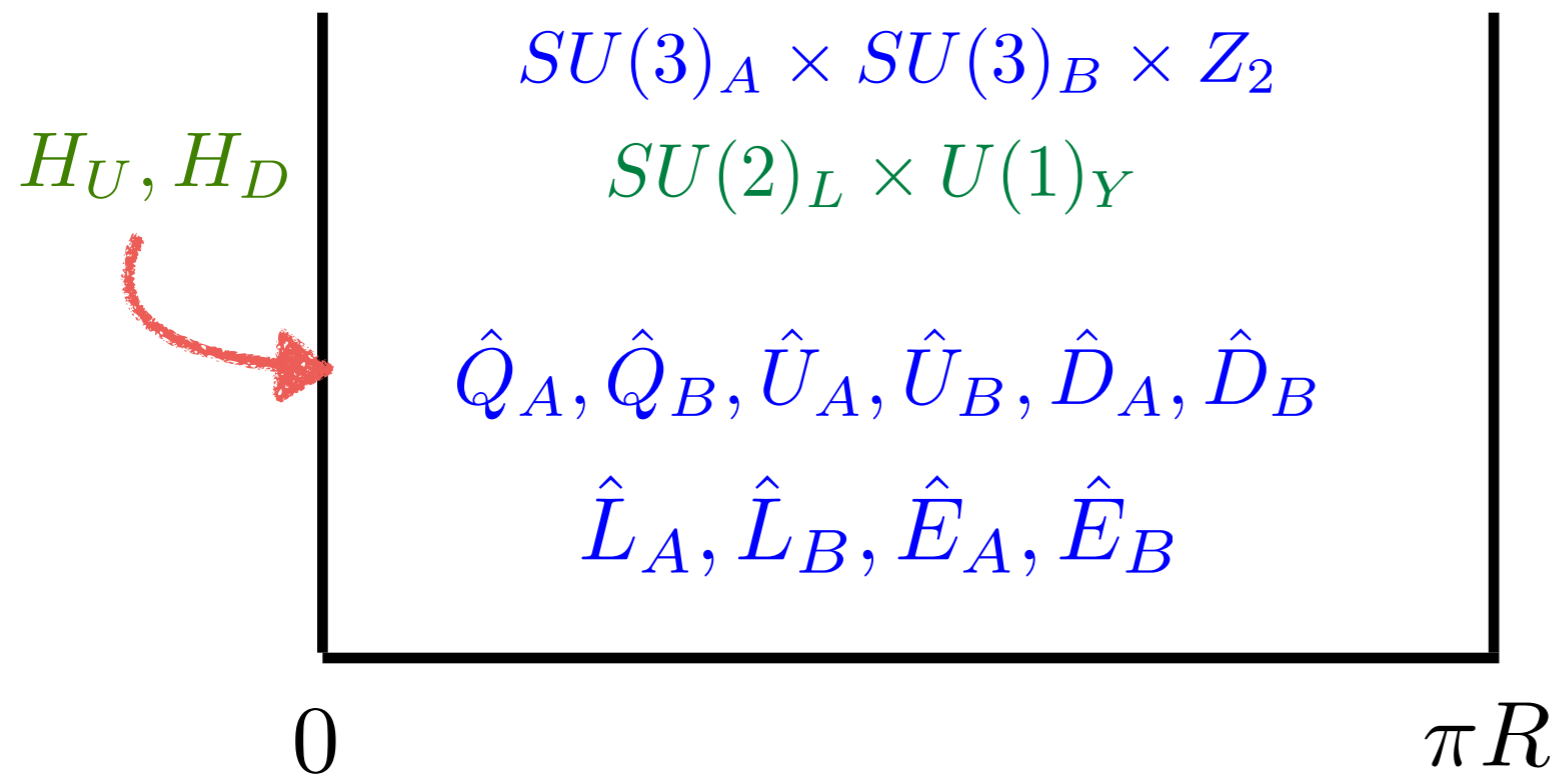 SU(3)_A × SU(3)_B × Z_2
H_U, H_D
SU(2)_L × U(1)_Y
Q̂_A, Q̂_B, Û_A, Û_B, D̂_A, D̂_B
L̂_A, L̂_B, Ê_A, Ê_B
0
πR